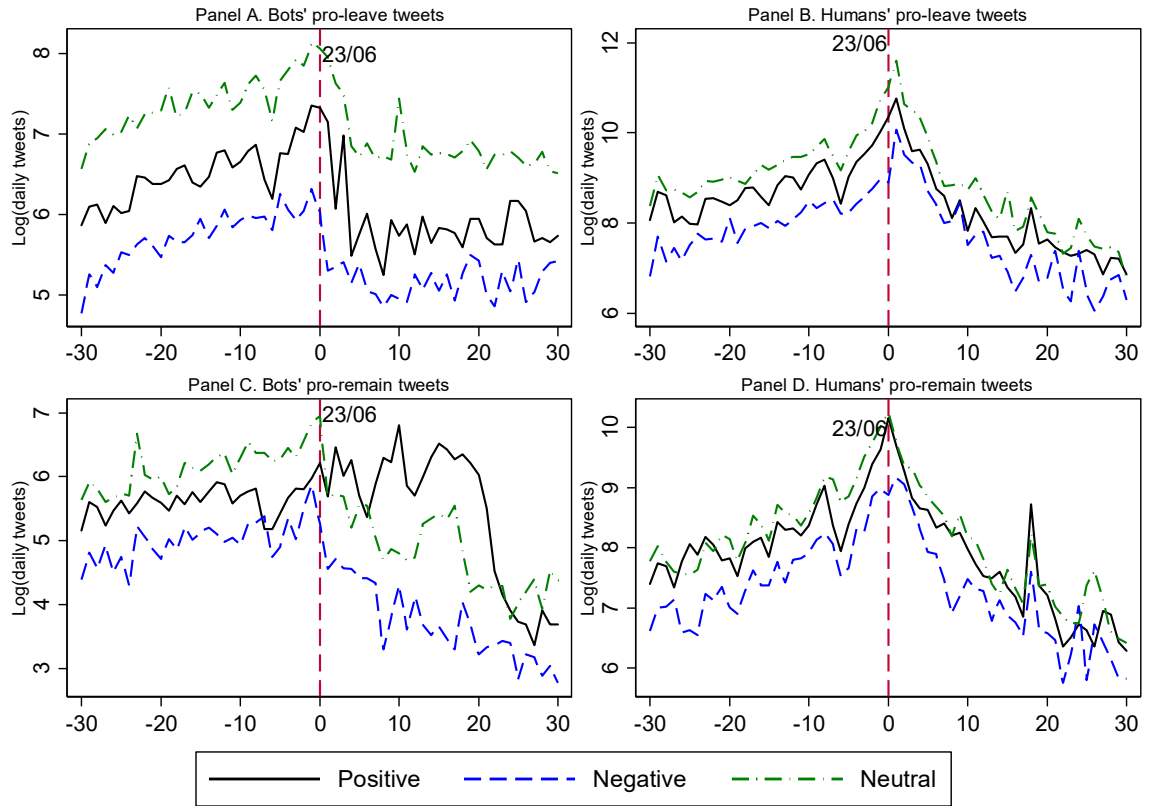 Panel A. Bots' pro-leave tweets
Log(daily tweets)
8
7
6
5
23/06
-30 -20 -10 0 10 20 30
Panel B. Humans' pro-leave tweets
Log(daily tweets)
12
10
8
6
23/06
-30 -20 -10 0 10 20 30
Panel C. Bots' pro-remain tweets
Log(daily tweets)
7
6
5
4
3
23/06
-30 -20 -10 0 10 20 30
Panel D. Humans' pro-remain tweets
Log(daily tweets)
10
9
8
7
6
23/06
-30 -20 -10 0 10 20 30
Positive Negative Neutral